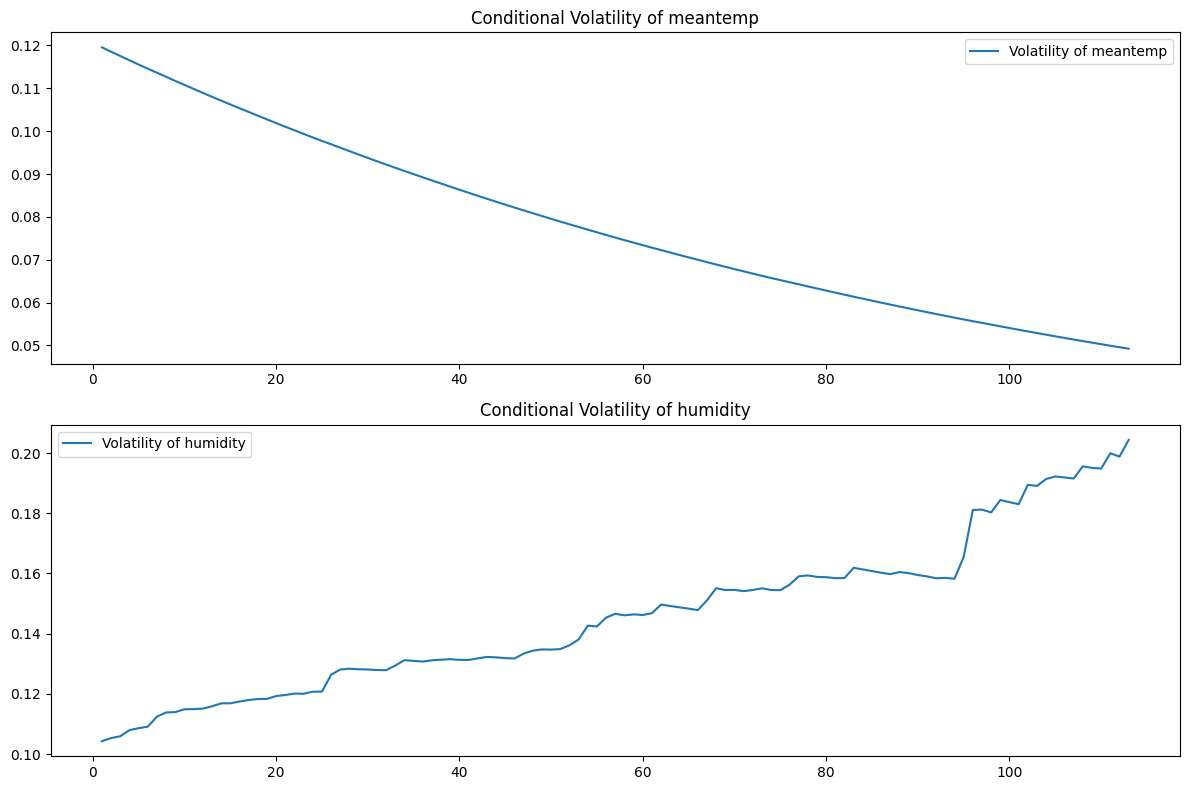 Conditional Volatility of meantemp
Volatility of meantemp
0.12
0.11
0.10
0.09
0.08
0.07
0.06
0.05
0 20 40 60 80 100
Conditional Volatility of humidity
Volatility of humidity
0.20
0.18
0.16
0.14
0.12
0.10
0 20 40 60 80 100